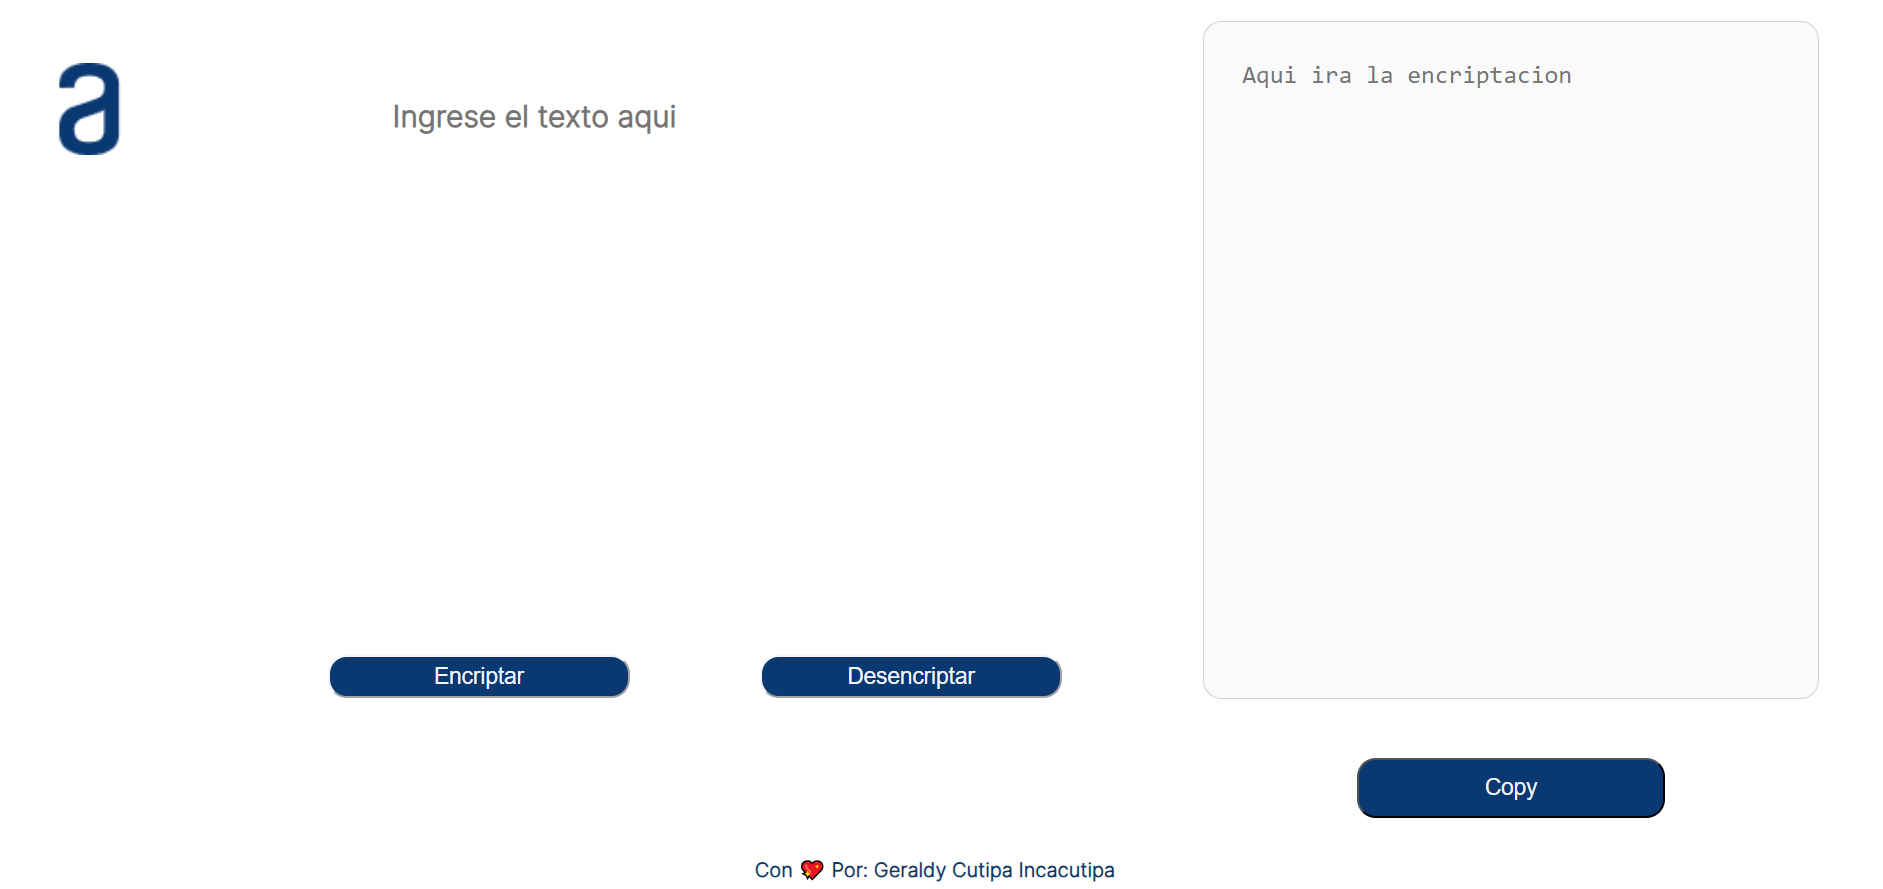 a
Ingrese el texto aqui
Aqui ira la encriptacion
Encriptar
Desencriptar
Copy
Con 💖 Por: Geraldy Cutipa Incacutipa